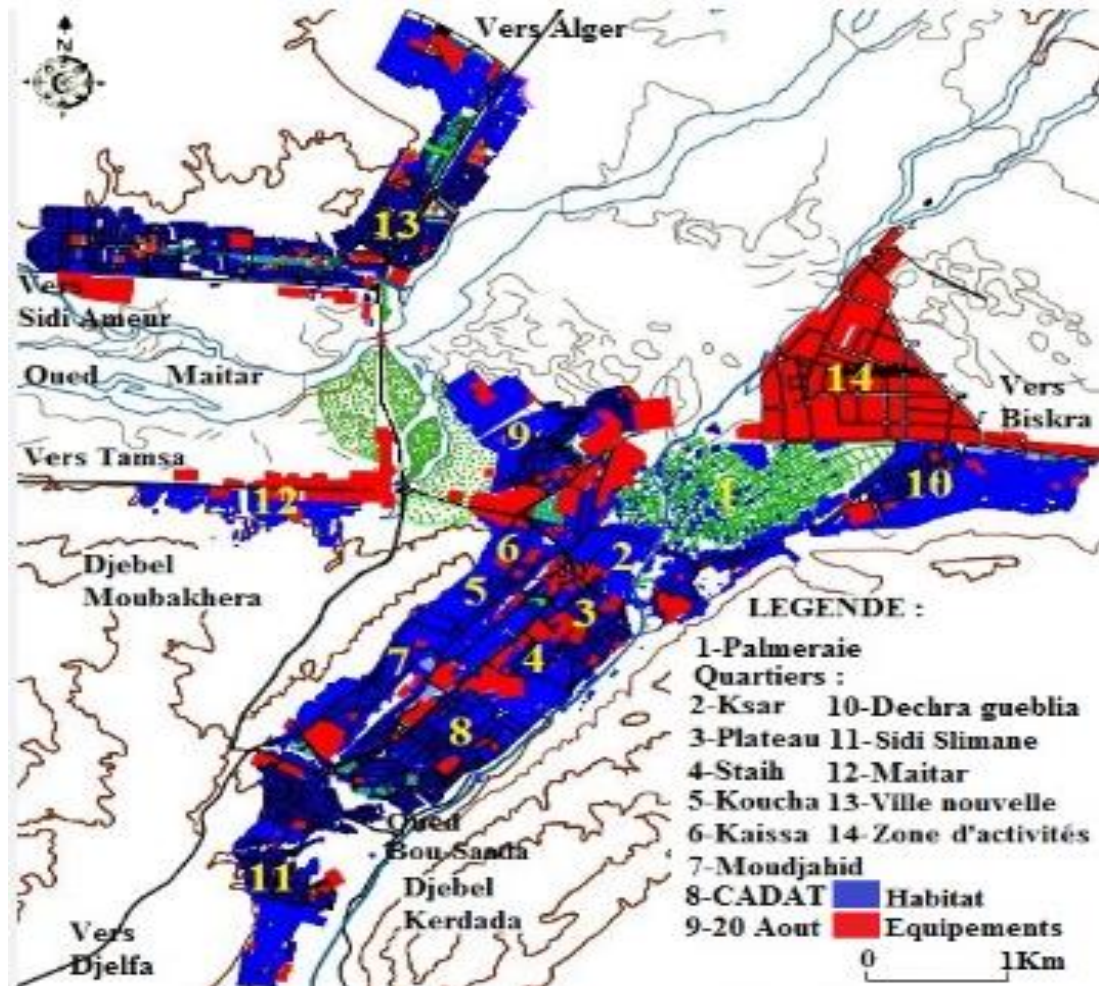 N
Vers Alger
13
Vers
Sidi Ameur
Oued Maitar
14
Vers
Biskra
9
Vers Tamsa
12
1
10
6
2
Djebel
Moubakhera
5
3
LEGENDE :
7
4
1-Palmeraie
Quartiers :
8
2-Ksar 10-Dechra gueblia
3-Plateau 11-Sidi Slimane
4-Staih 12-Maitar
5-Koucha 13-Ville nouvelle
6-Kaissa 14-Zone d'activités
7-Moudjahid
8-CADAT Habitat
9-20 Aout Equipements
Oued
Bou-Saada
11
Djebel
Kerdada
Vers
Djelfa
0 1Km